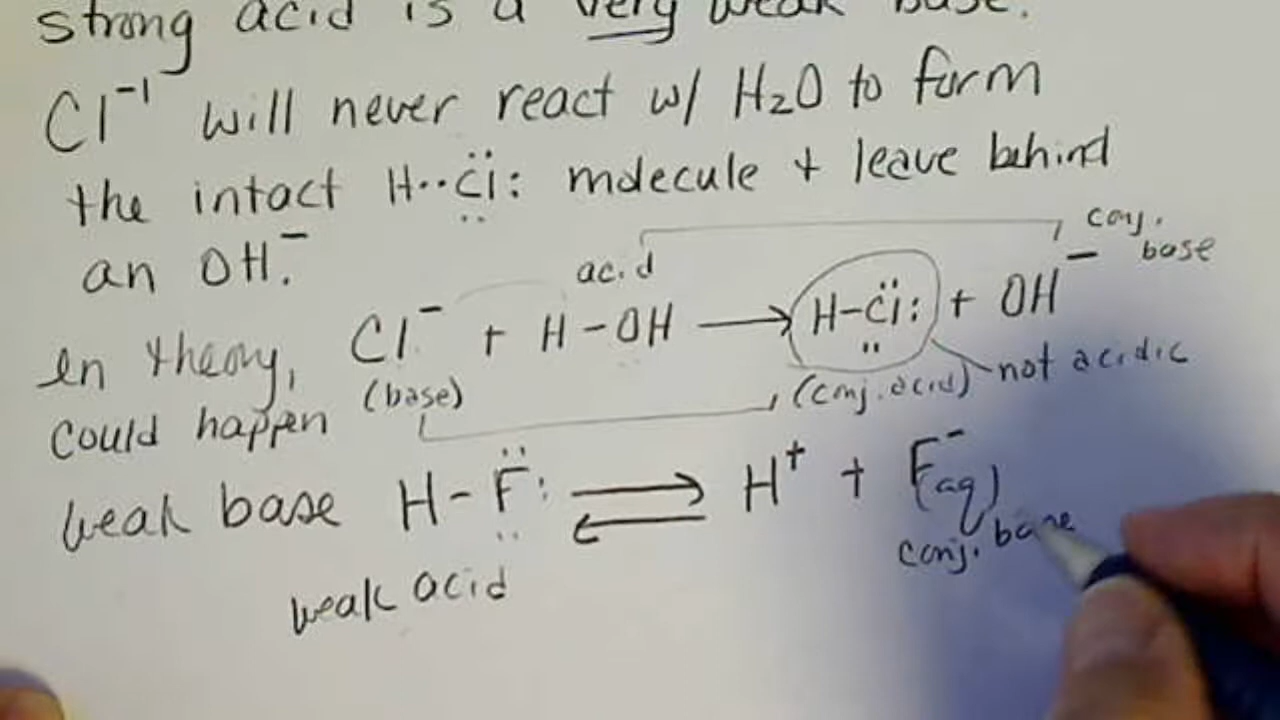 strong acid is a very weak base.
Cl⁻¹ will never react w/ H₂O to form
the intact H··C̈l: molecule + leave behind
an OH.⁻
conj. base
acid
In theory, Cl⁻ + H-OH ⟶ H-C̈l: + OH⁻
could happen (base) (conj. acid) not acidic
weak base H-F̈: ⇌ H⁺ + F⁻(aq)
conj. base
weak acid